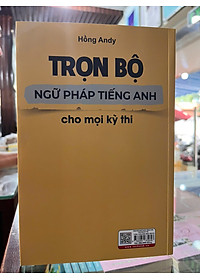 Hồng Andy
TRỌN BỘ
NGỮ PHÁP TIẾNG ANH
cho mọi kỳ thi